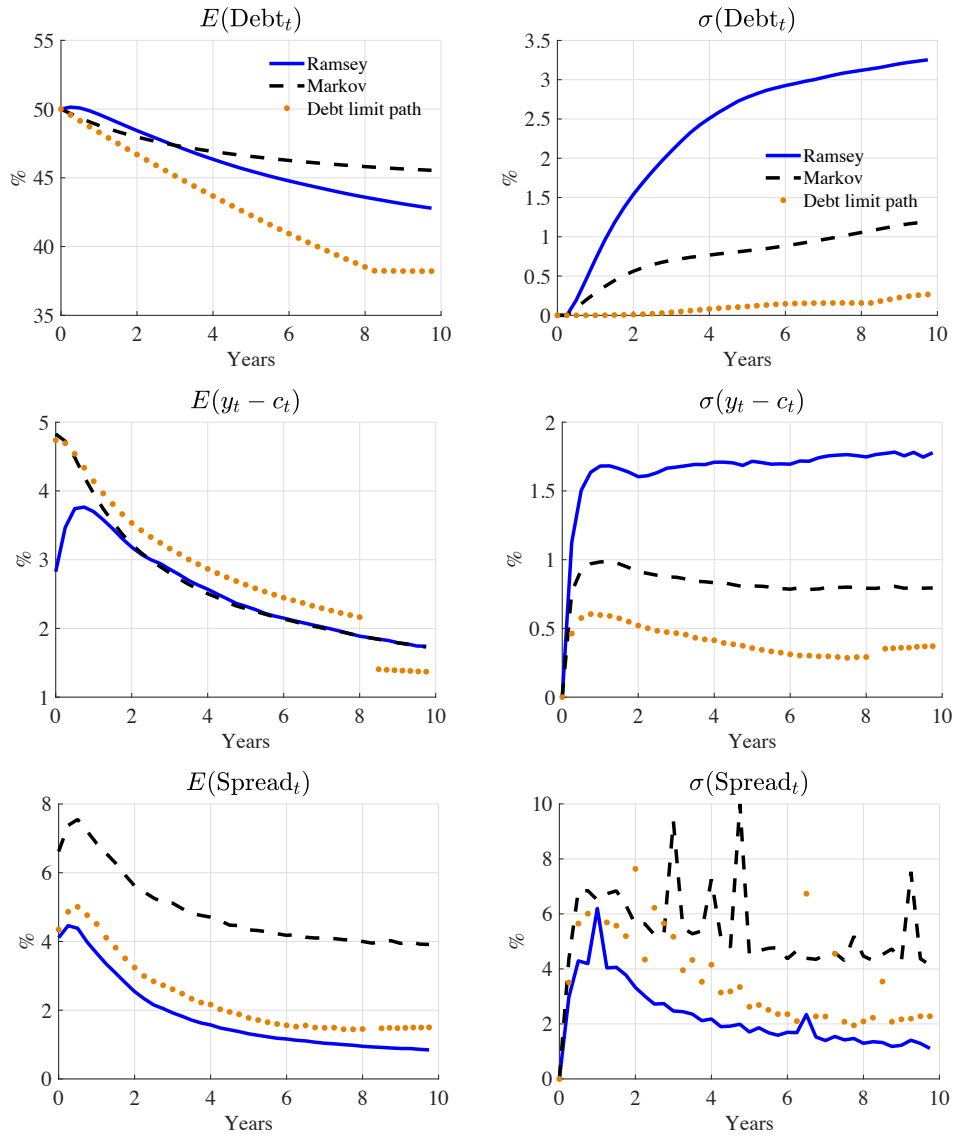 E(Debt_t)
55
50
45
40
35
%
0 2 4 6 8 10
Years
Ramsey
Markov
Debt limit path
σ(Debt_t)
3.5
3
2.5
2
1.5
1
0.5
0
%
0 2 4 6 8 10
Years
Ramsey
Markov
Debt limit path
E(y_t − c_t)
5
4
3
2
1
%
0 2 4 6 8 10
Years
σ(y_t − c_t)
2
1.5
1
0.5
0
%
0 2 4 6 8 10
Years
E(Spread_t)
8
6
4
2
0
%
0 2 4 6 8 10
Years
σ(Spread_t)
10
8
6
4
2
0
%
0 2 4 6 8 10
Years